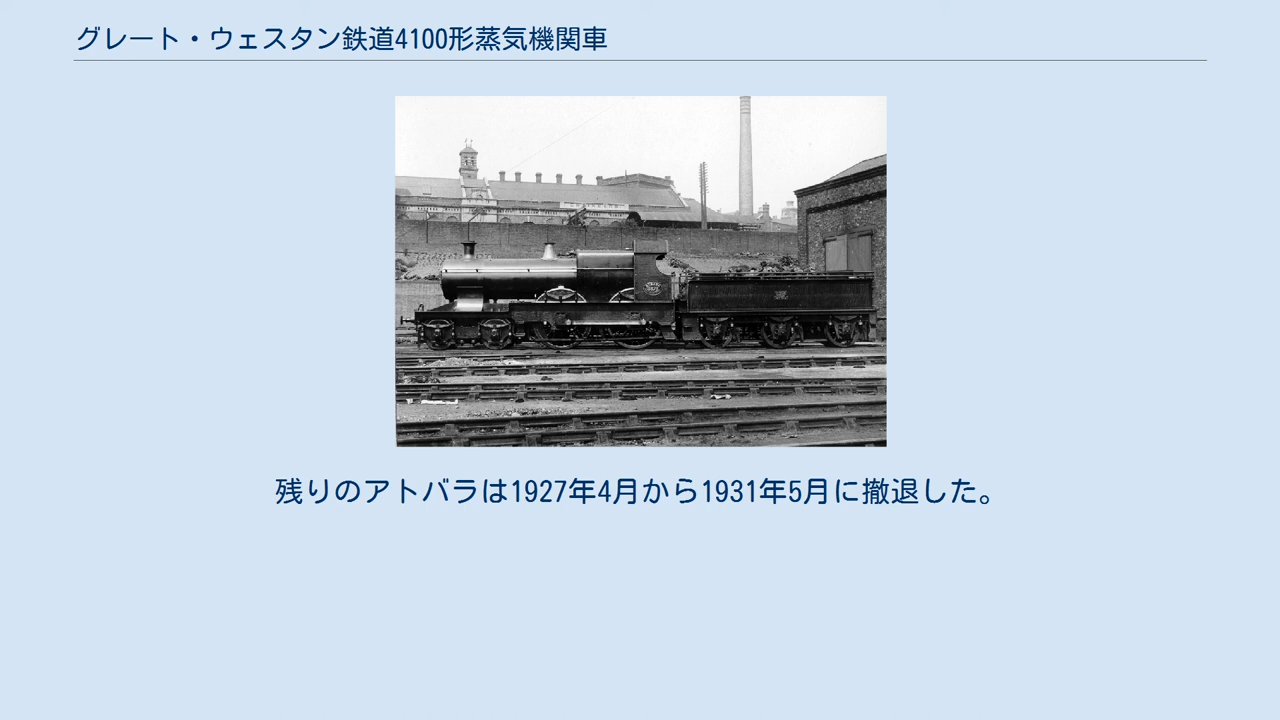 グレート・ウェスタン鉄道4100形蒸気機関車
残りのアトバラは1927年4月から1931年5月に撤退した。